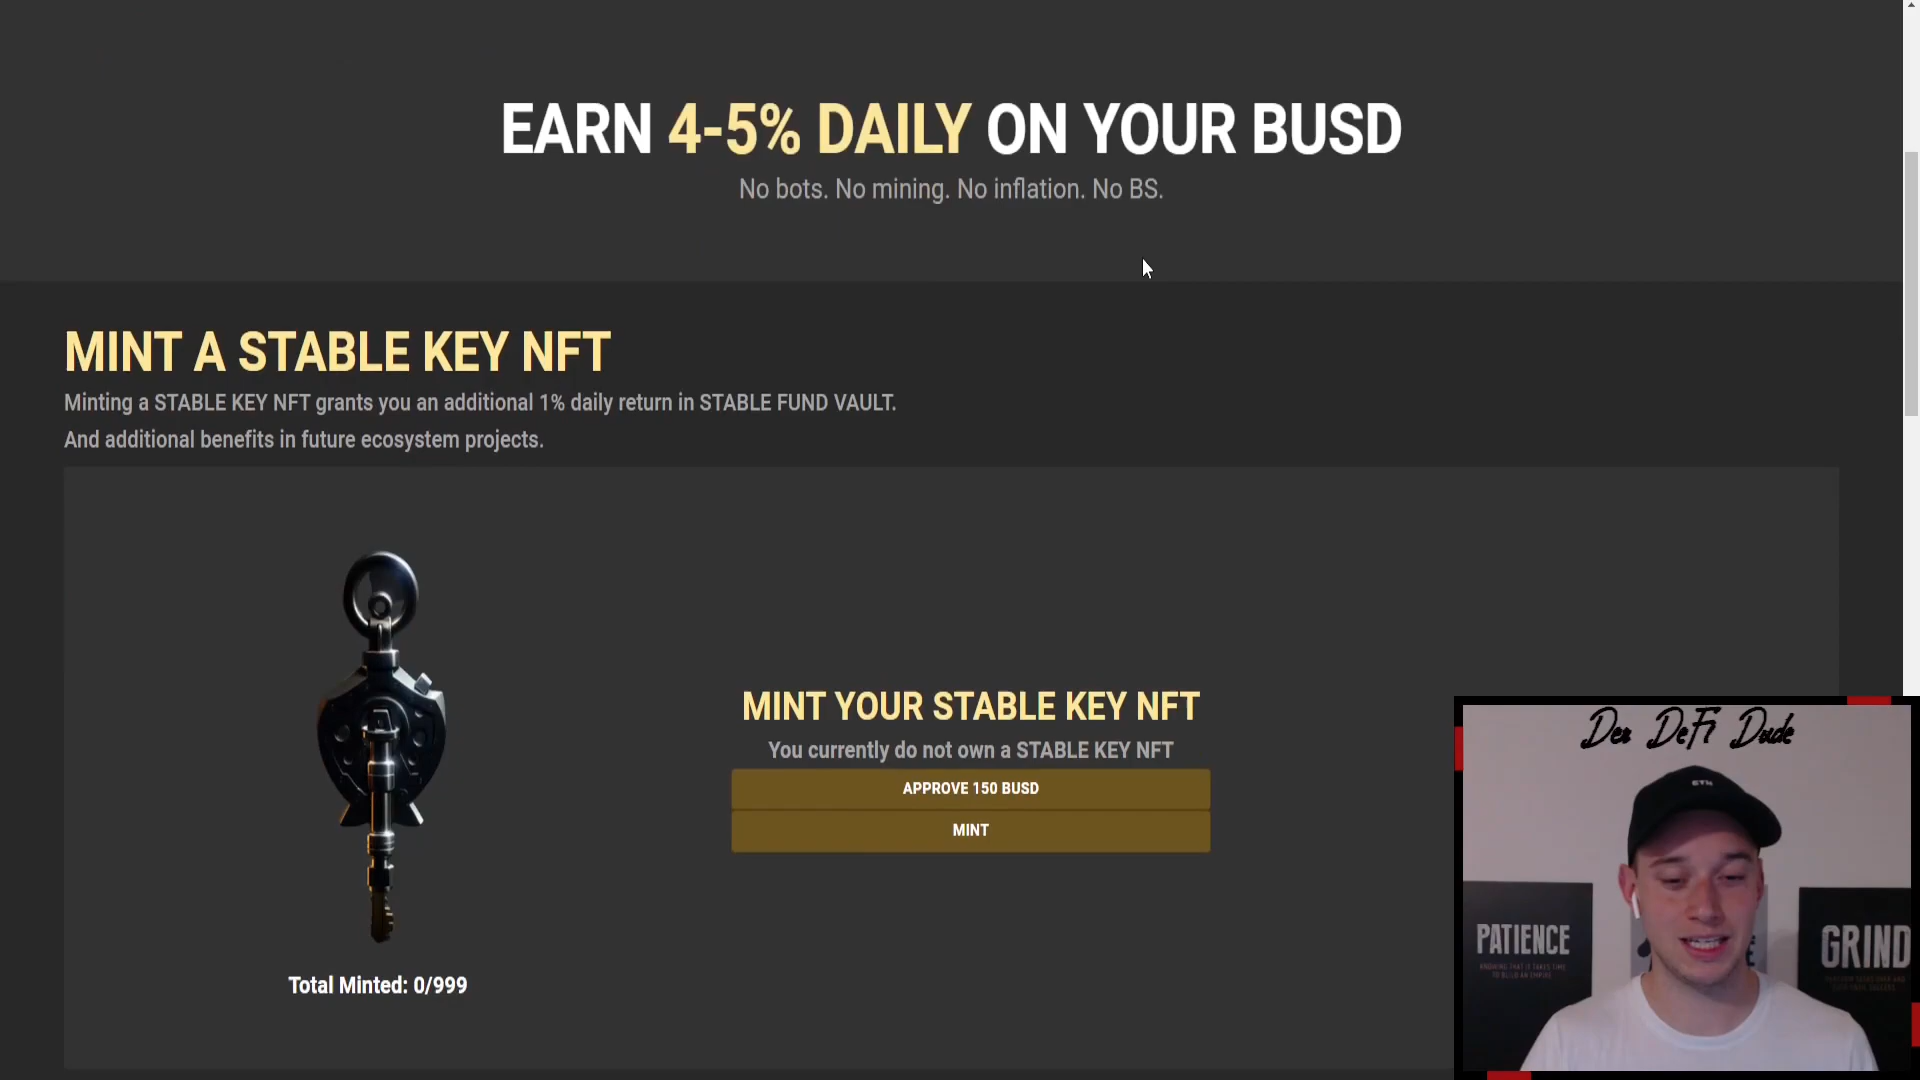 EARN 4-5% DAILY ON YOUR BUSD
No bots. No mining. No inflation. No BS.
MINT A STABLE KEY NFT
Minting a STABLE KEY NFT grants you an additional 1% daily return in STABLE FUND VAULT.
And additional benefits in future ecosystem projects.
MINT YOUR STABLE KEY NFT
You currently do not own a STABLE KEY NFT
APPROVE 150 BUSD
MINT
Total Minted: 0/999
Der DeFi Dude
ETH
PATIENCE
GRIND